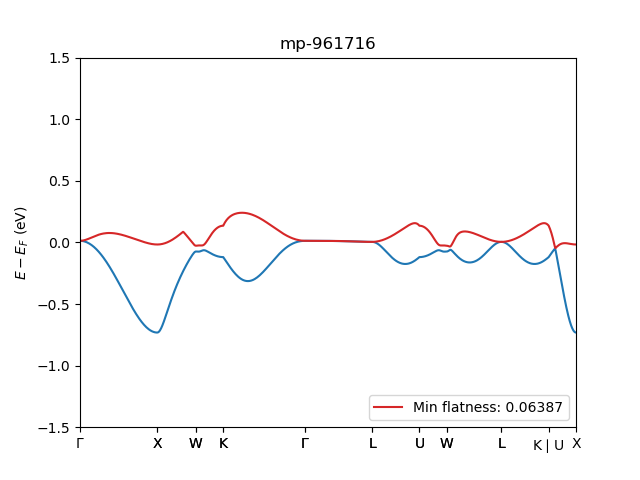 mp-961716
E − E_F (eV)
1.5
1.0
0.5
0.0
−0.5
−1.0
−1.5
Min flatness: 0.06387
Γ X W K Γ L U W L K | U X